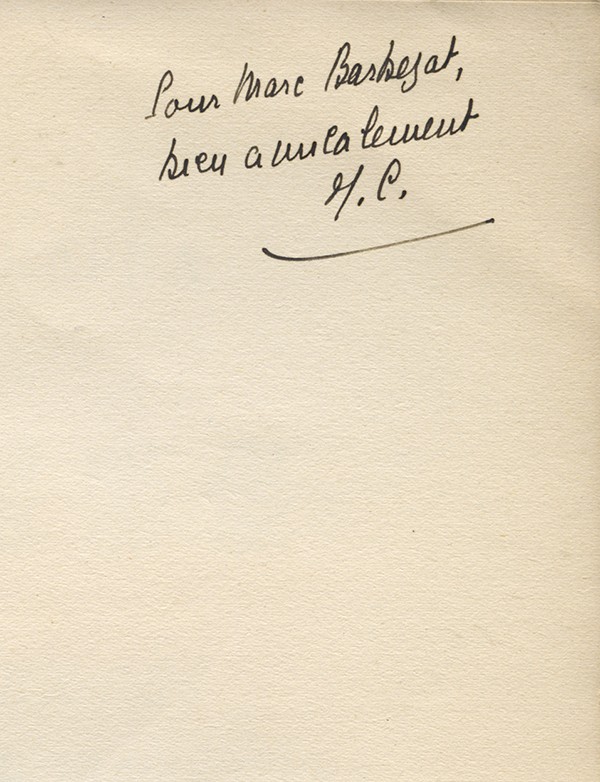 Pour Marc Barbezat,
bien amicalement
Y. C.